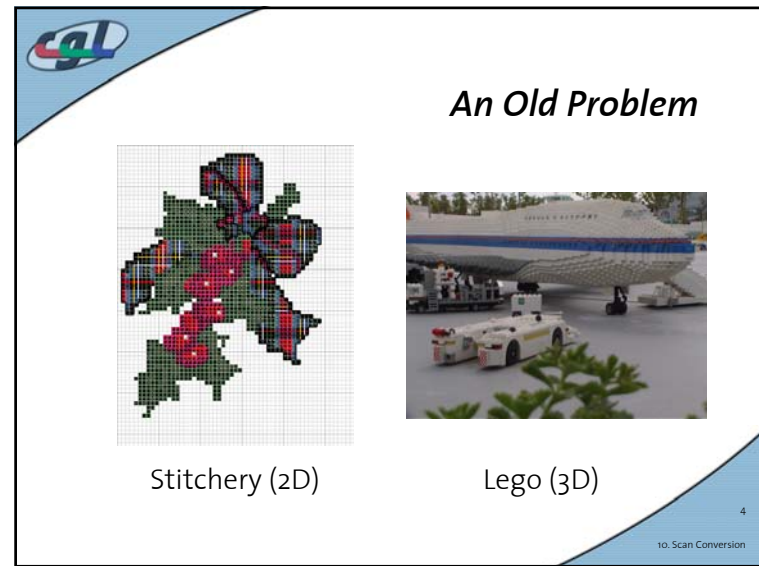 cgl
An Old Problem
Stitchery (2D)
Lego (3D)
4
10. Scan Conversion